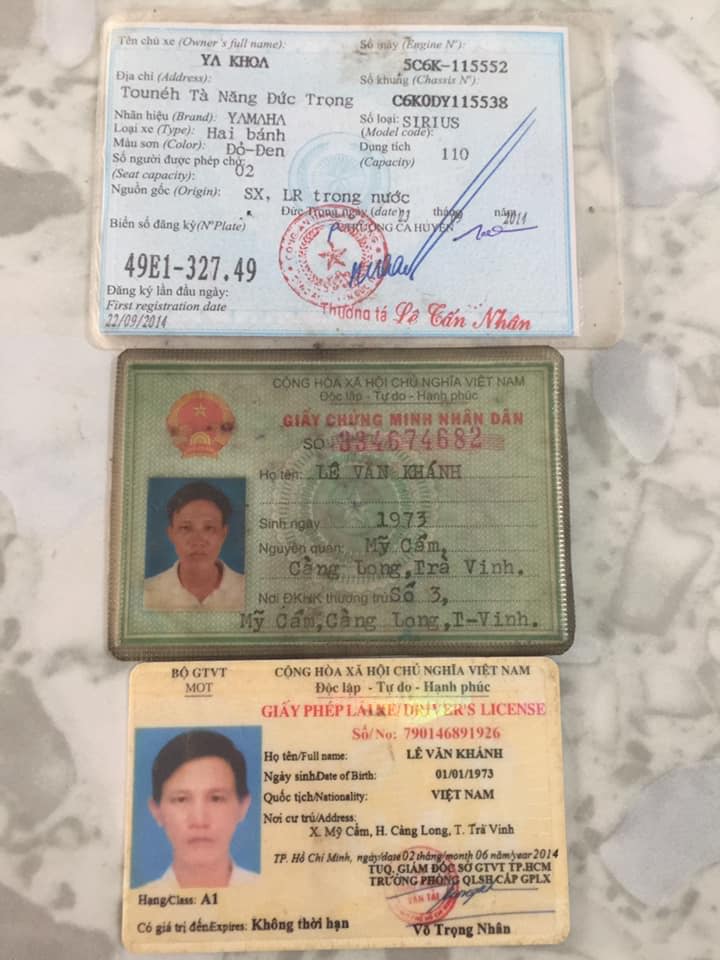 Tên chủ xe (Owner's full name):
YA KHOA
Số máy (Engine Nº):
5C6K-115552
Địa chỉ (Address):
Số khung (Chassis Nº):
Tounéh Tà Năng Đức Trọng
C6K0DY115538
Nhãn hiệu (Brand): YAMAHA
Số loại: SIRIUS
(Model code):
Loại xe (Type): Hai bánh
Màu sơn (Color): Đỏ-Đen
Dung tích 110
(Capacity)
Số người được phép chở: 02
(Seat capacity):
Nguồn gốc (Origin): SX, LR trong nước
Đức Trọng ngày (date) tháng 09 năm 2014
TRƯỞNG CA HUYỆN
Biển số đăng ký(NºPlate)
49E1-327.49
Đăng ký lần đầu ngày:
First registration date
22/09/2014
Thượng tá Lê Tấn Nhân
CỘNG HÒA XÃ HỘI CHỦ NGHĨA VIỆT NAM
Độc lập - Tự do - Hạnh phúc
GIẤY CHỨNG MINH NHÂN DÂN
SỐ 334674682
Họ tên: LÊ VĂN KHÁNH
Sinh ngày 1973
Nguyên quán: Mỹ Cẩm,
Càng Long,Trà Vinh.
Nơi ĐKHK thường trú: Số 3,
Mỹ Cẩm,Càng Long,T-Vinh.
BỘ GTVT
MOT
CỘNG HÒA XÃ HỘI CHỦ NGHĨA VIỆT NAM
Độc lập - Tự do - Hạnh phúc
GIẤY PHÉP LÁI XE/DRIVER'S LICENSE
Số/No: 790146891926
Họ tên/Full name: LÊ VĂN KHÁNH
Ngày sinh/Date of Birth: 01/01/1973
Quốc tịch/Nationality: VIỆT NAM
Nơi cư trú/Address:
X. Mỹ Cẩm, H. Càng Long, T. Trà Vinh
TP. Hồ Chí Minh, ngày/date 02 tháng/month 06 năm/year 2014
TUQ. GIÁM ĐỐC SỞ GTVT TP.HCM
TRƯỞNG PHÒNG QLSH CẤP GPLX
Hạng/Class: A1
Có giá trị đến/Expires: Không thời hạn
Võ Trọng Nhân